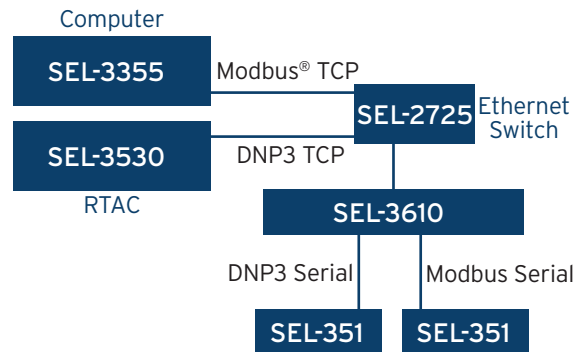 Computer
SEL-3355
Modbus® TCP
SEL-2725
Ethernet
Switch
SEL-3530
DNP3 TCP
RTAC
SEL-3610
DNP3 Serial
Modbus Serial
SEL-351
SEL-351